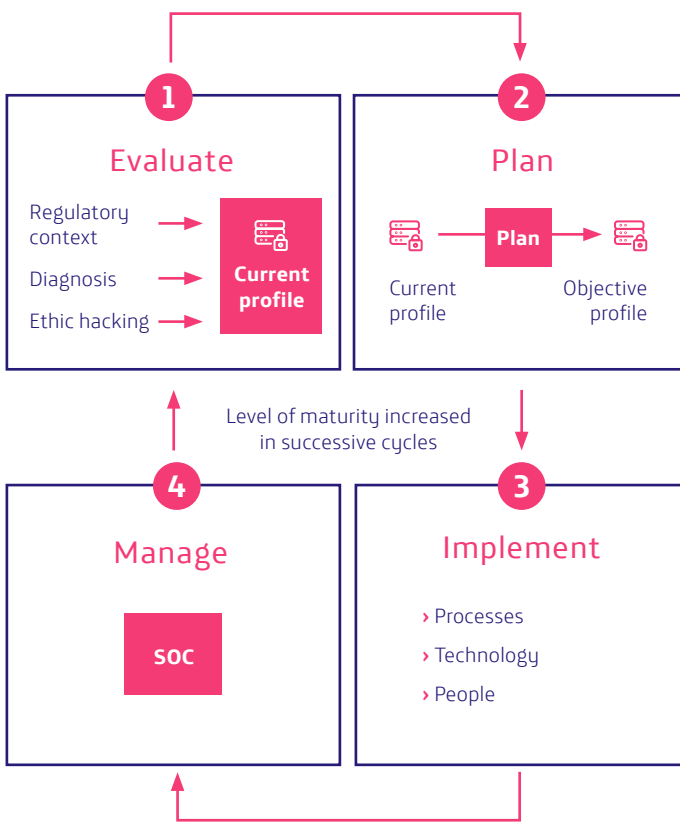 1
Evaluate
Regulatory
context
Diagnosis
Ethic hacking
Current
profile
2
Plan
Plan
Current
profile
Objective
profile
Level of maturity increased
in successive cycles
4
Manage
SOC
3
Implement
› Processes
› Technology
› People